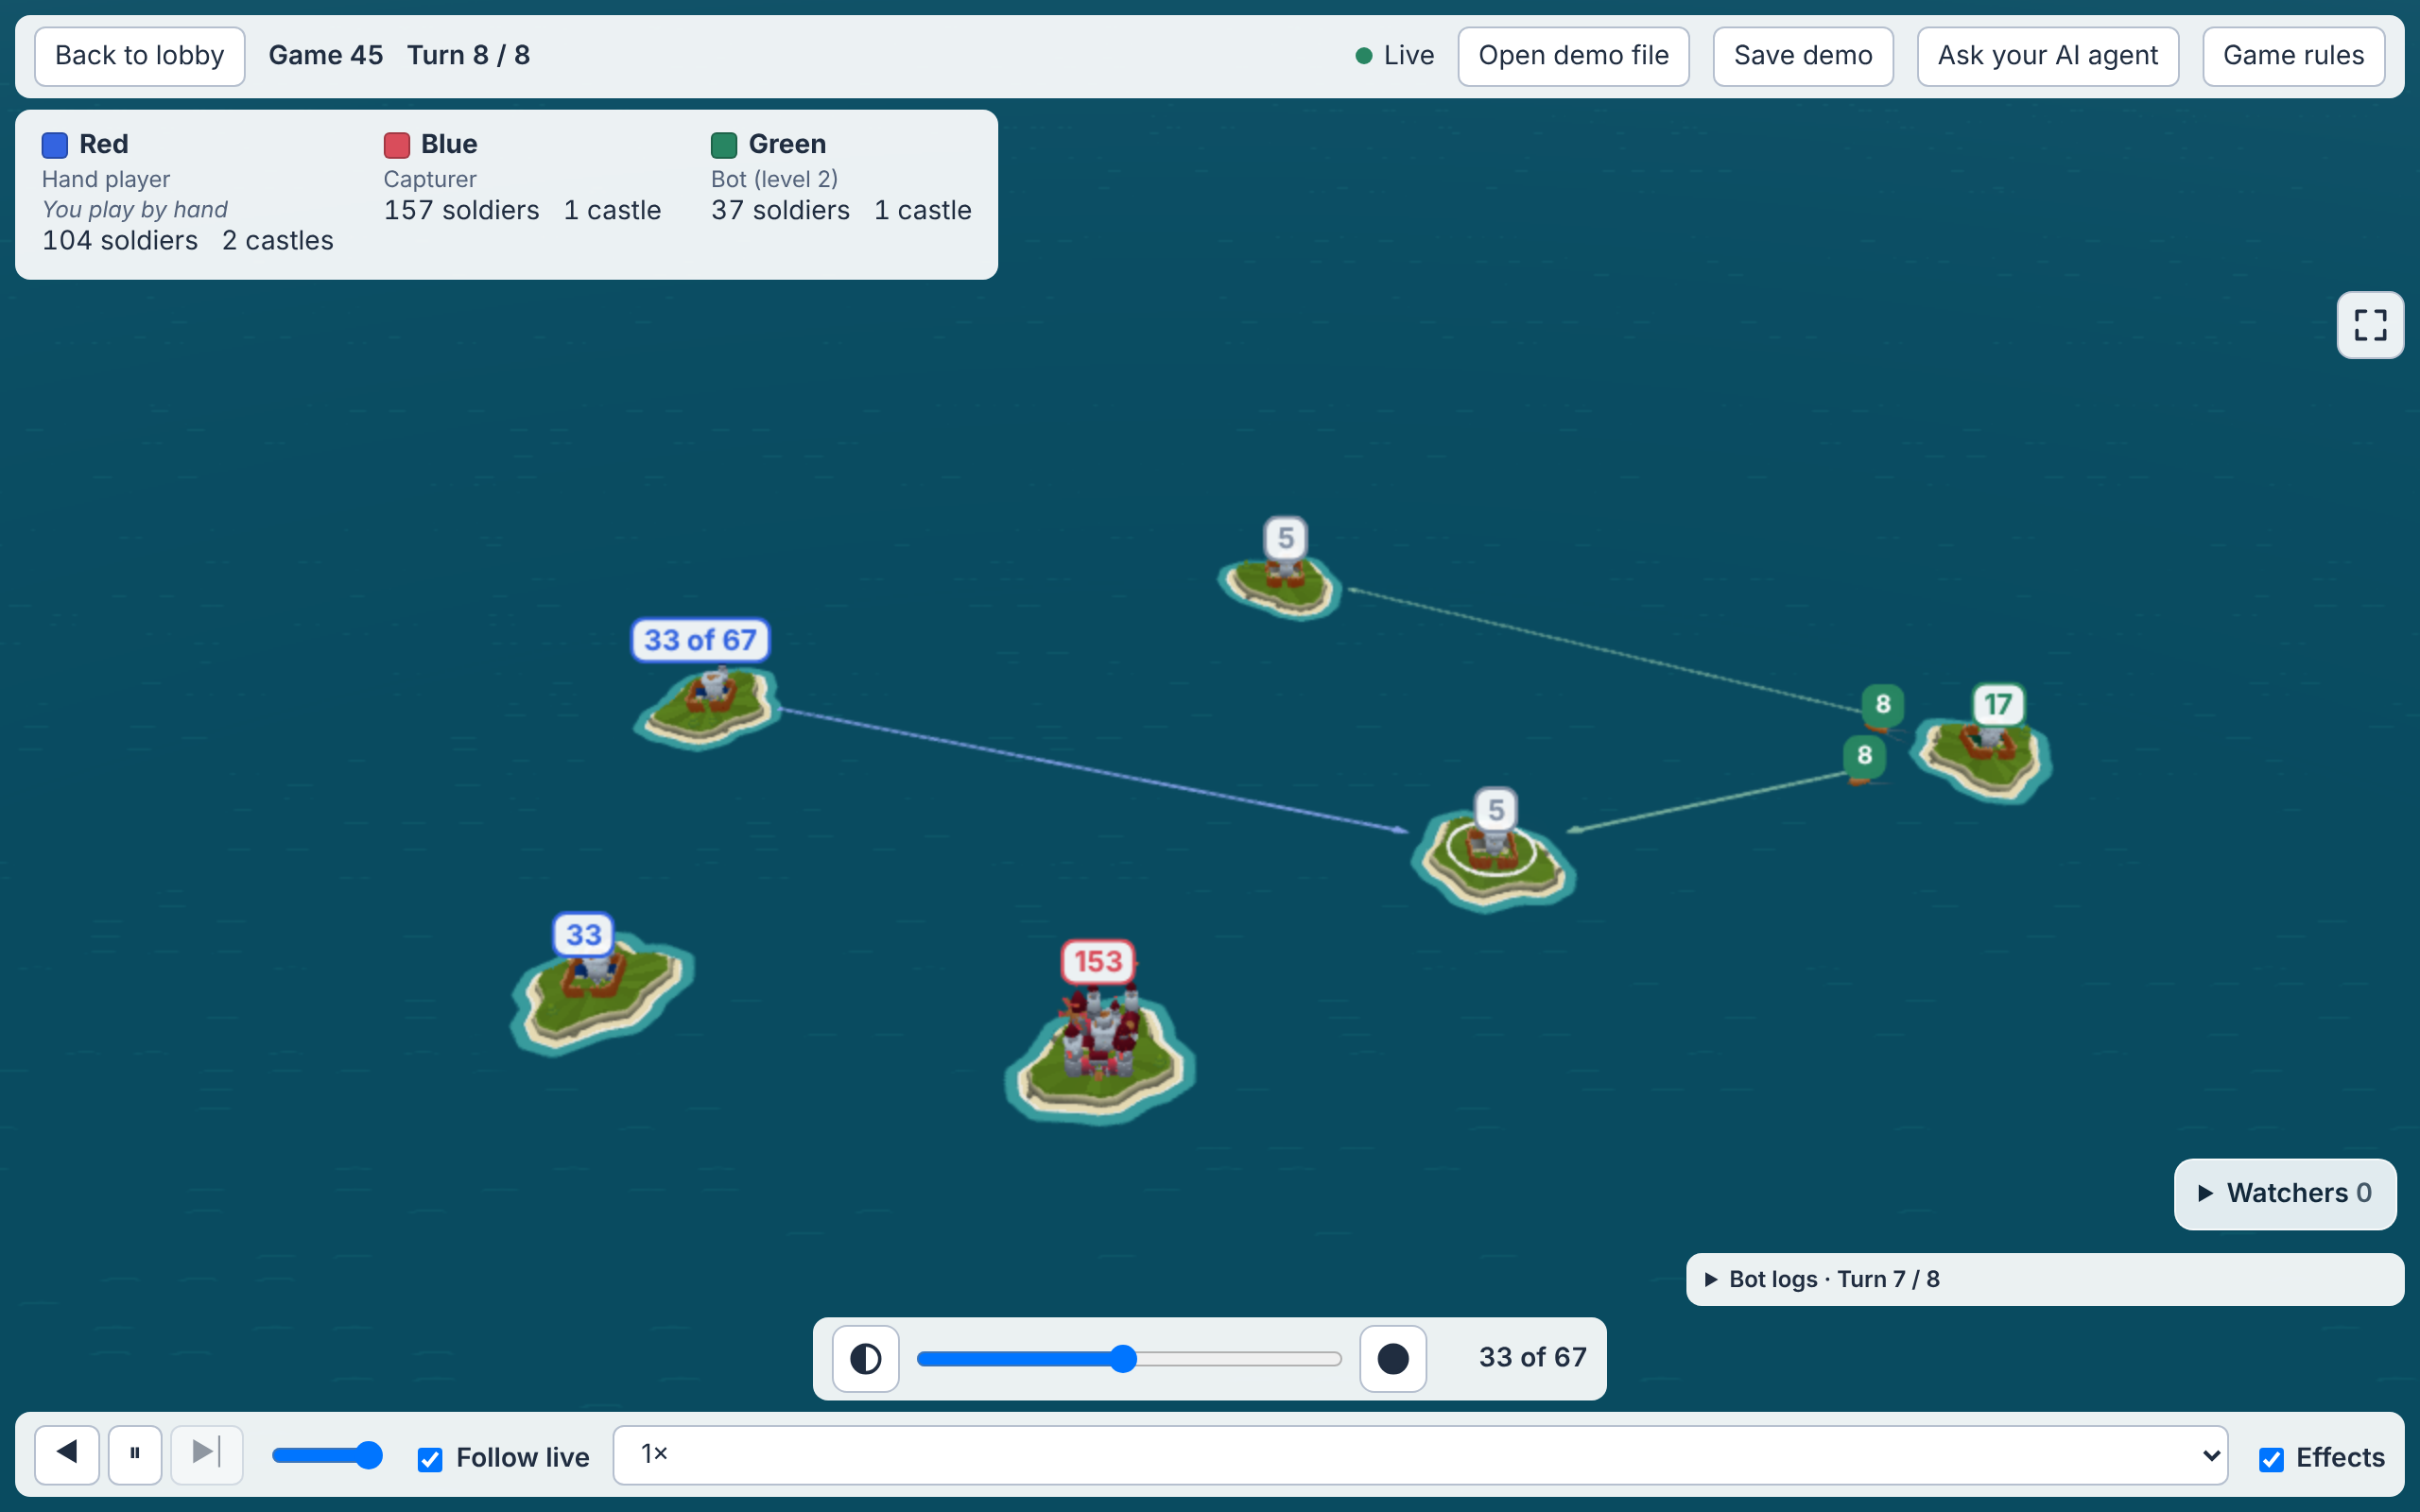 Back to lobby Game 45 Turn 8 / 8 Live Open demo file Save demo Ask your AI agent Game rules
Red Blue Green
Hand player Capturer Bot (level 2)
You play by hand 157 soldiers 1 castle 37 soldiers 1 castle
104 soldiers 2 castles
5
33 of 67
8 17
8
5
33
153
Watchers 0
Bot logs · Turn 7 / 8
33 of 67
Follow live 1× Effects